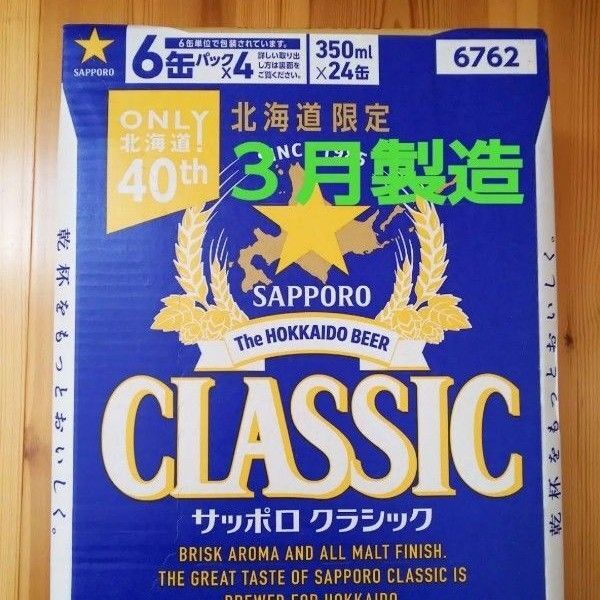 SAPPORO
6缶パック×4
6缶単位で包装されています。
詳しい取り出
し方は裏面を
ご覧ください。
350ml
×24缶
6762
ONLY
北海道!
40th
北海道 限定
3月製造
SAPPORO
The HOKKAIDO BEER
CLASSIC
サッポロ クラシック
BRISK AROMA AND ALL MALT FINISH.
THE GREAT TASTE OF SAPPORO CLASSIC IS
BREWED FOR HOKKAIDO
乾杯をもっとおいしく。
乾杯をもっとおいしく。